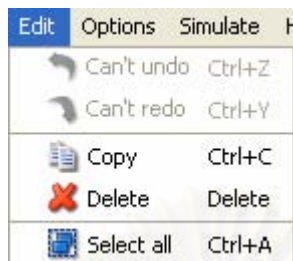 Edit Options Simulate
Can't undo Ctrl+Z
Can't redo Ctrl+Y
Copy Ctrl+C
Delete Delete
Select all Ctrl+A